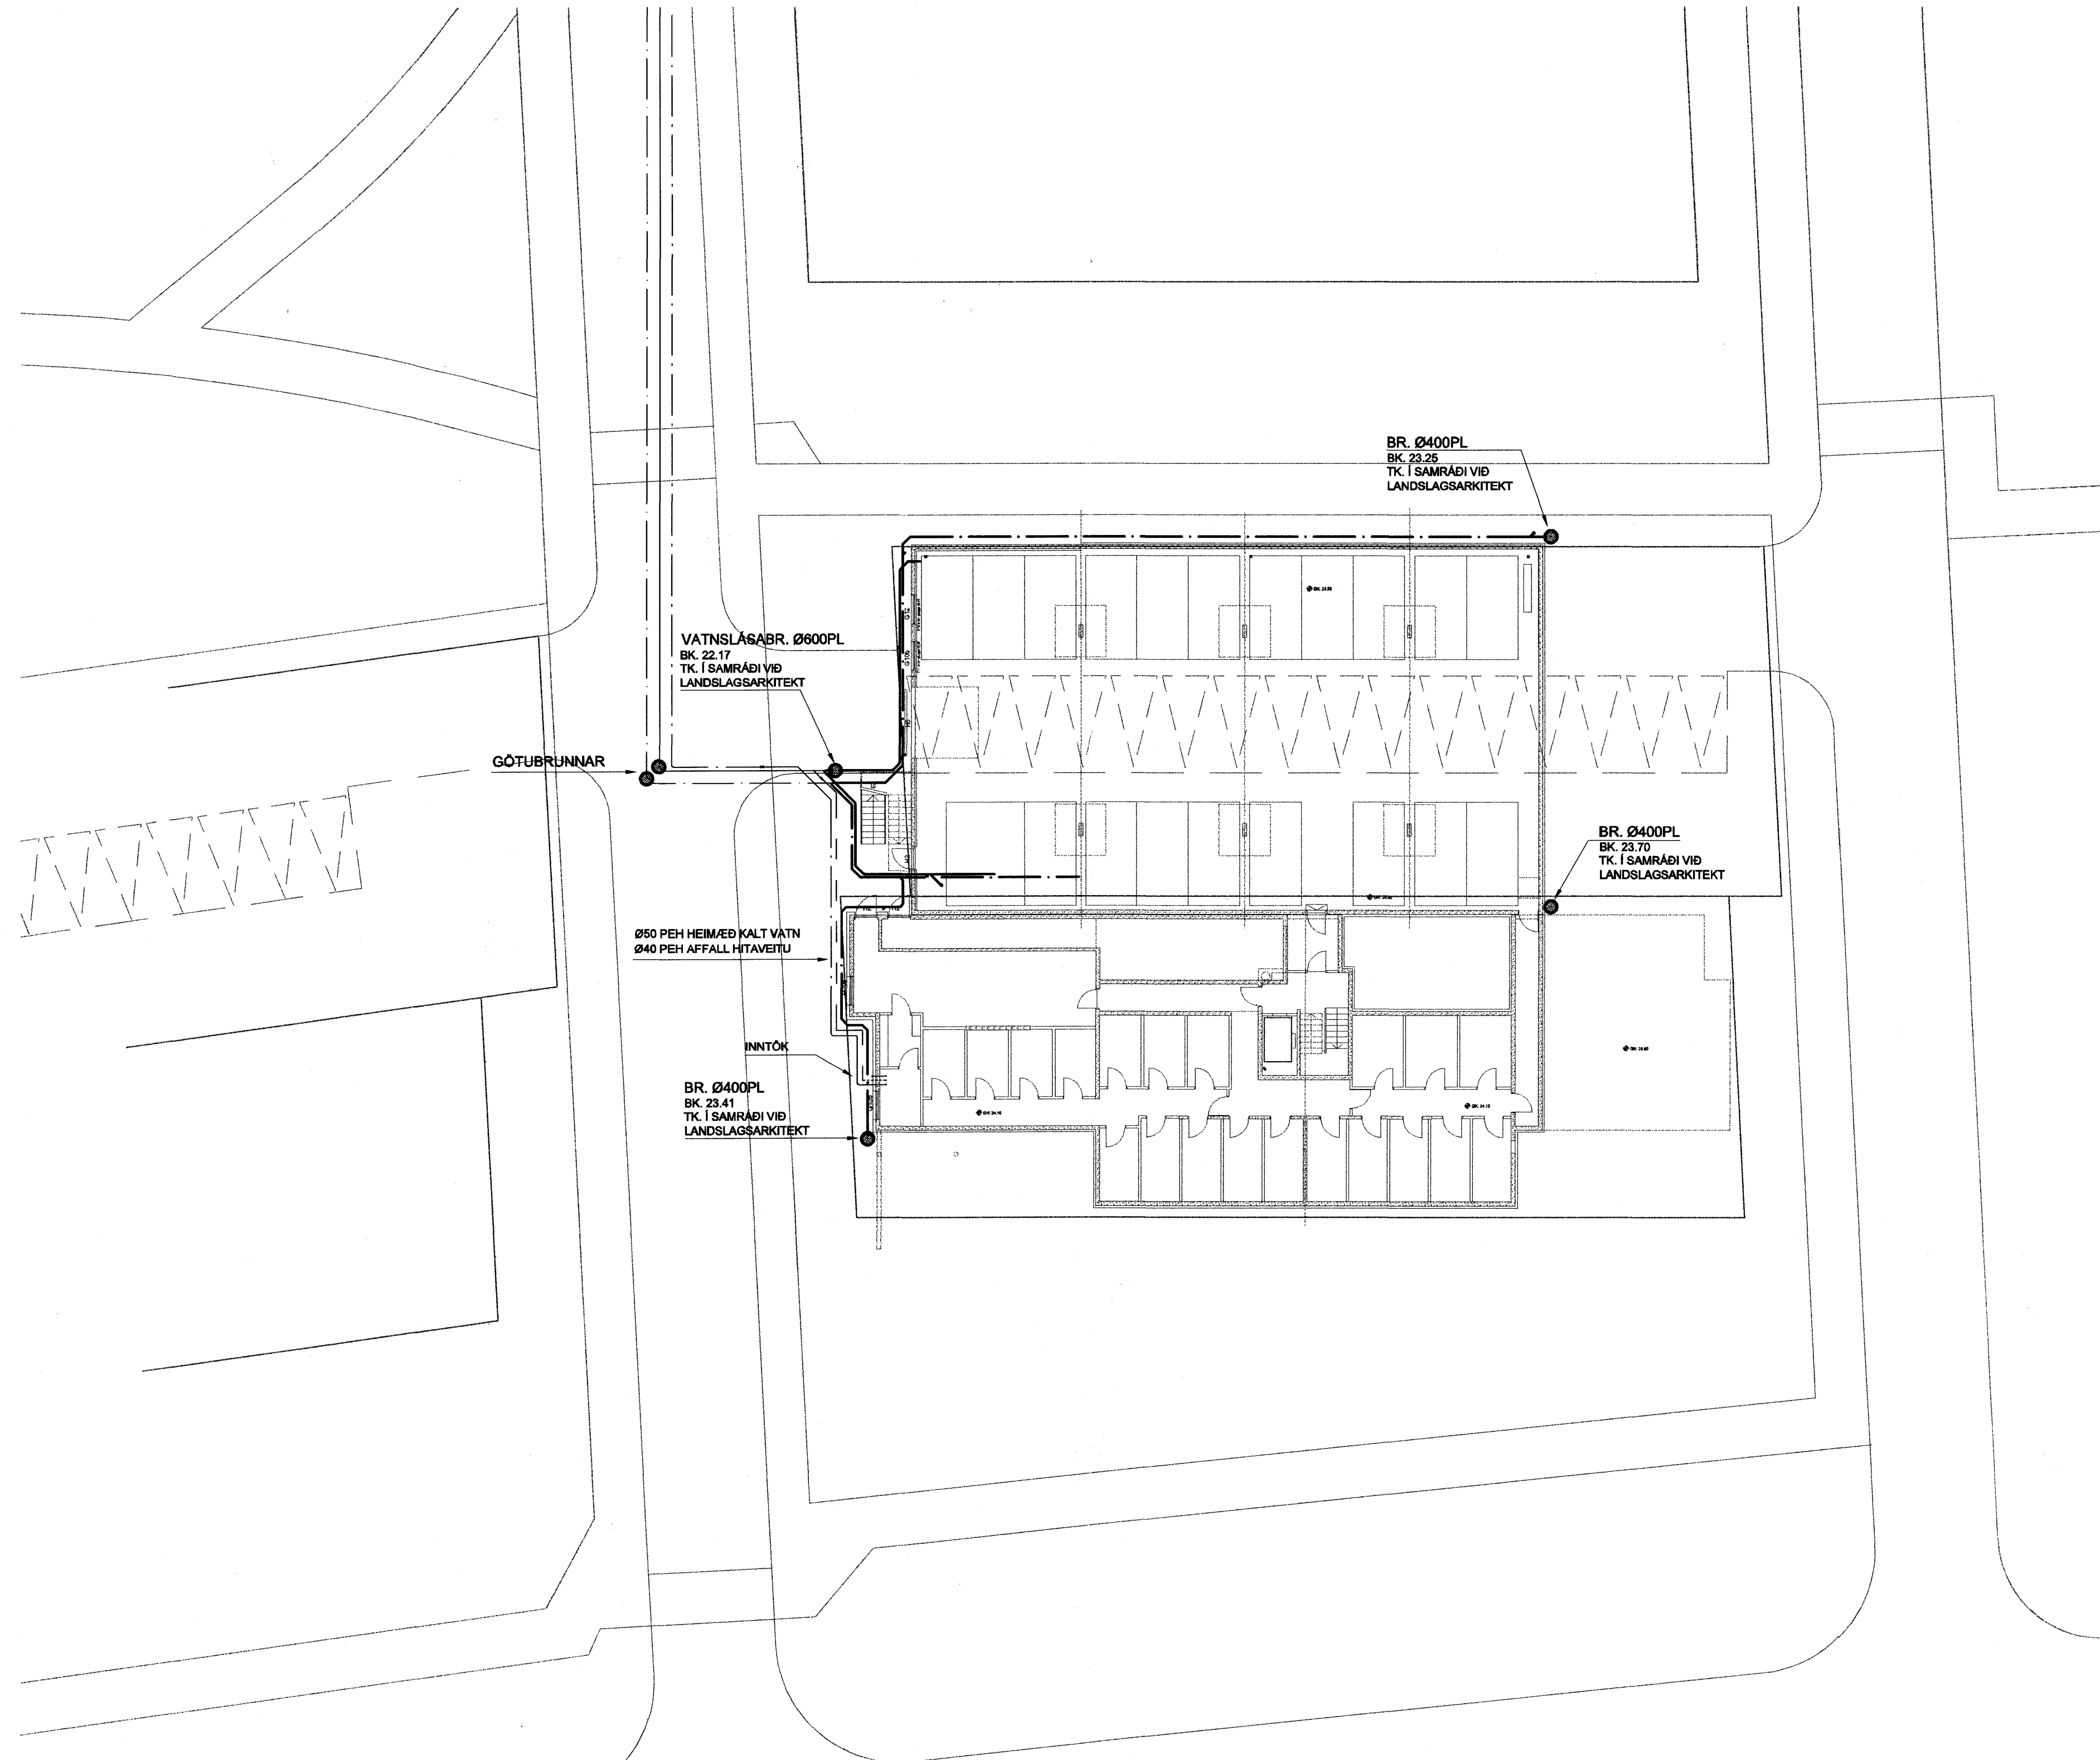 BR. Ø400PL
BK. 23.25
TK. Í SAMRÁÐI VIÐ
LANDSLAGSARKITEKT
VATNSLÁSABR. Ø600PL
BK. 22.17
TK. Í SAMRÁÐI VIÐ
LANDSLAGSARKITEKT
GÖTUBRUNNAR
BR. Ø400PL
BK. 23.70
TK. Í SAMRÁÐI VIÐ
LANDSLAGSARKITEKT
Ø50 PEH HEIMÆÐ KALT VATN
Ø40 PEH AFFALL HITAVEITU
INNTÖK
BR. Ø400PL
BK. 23.41
TK. Í SAMRÁÐI VIÐ
LANDSLAGSARKITEKT